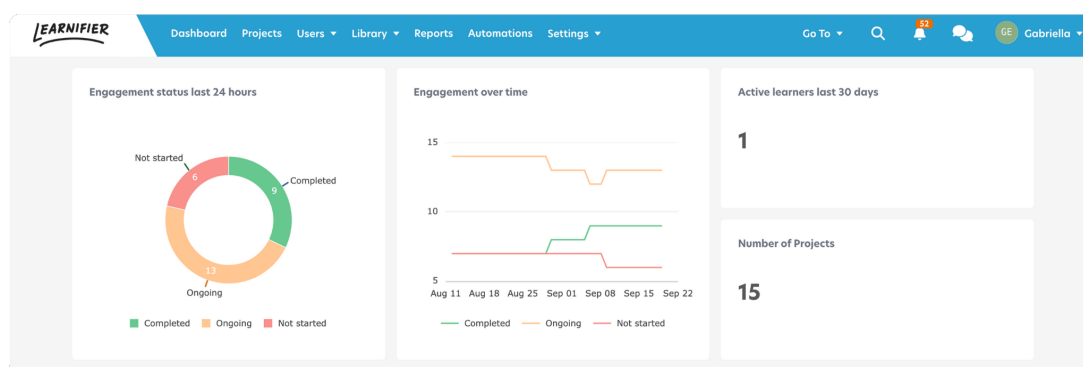 LEARNIFIER
Dashboard Projects Users Library Reports Automations Settings Go To 52 GE Gabriella
Engagement status last 24 hours
Not started
6
Completed
9
13
Ongoing
Completed Ongoing Not started
Engagement over time
15
10
5
Aug 11 Aug 18 Aug 25 Sep 01 Sep 08 Sep 15 Sep 22
Completed Ongoing Not started
Active learners last 30 days
1
Number of Projects
15